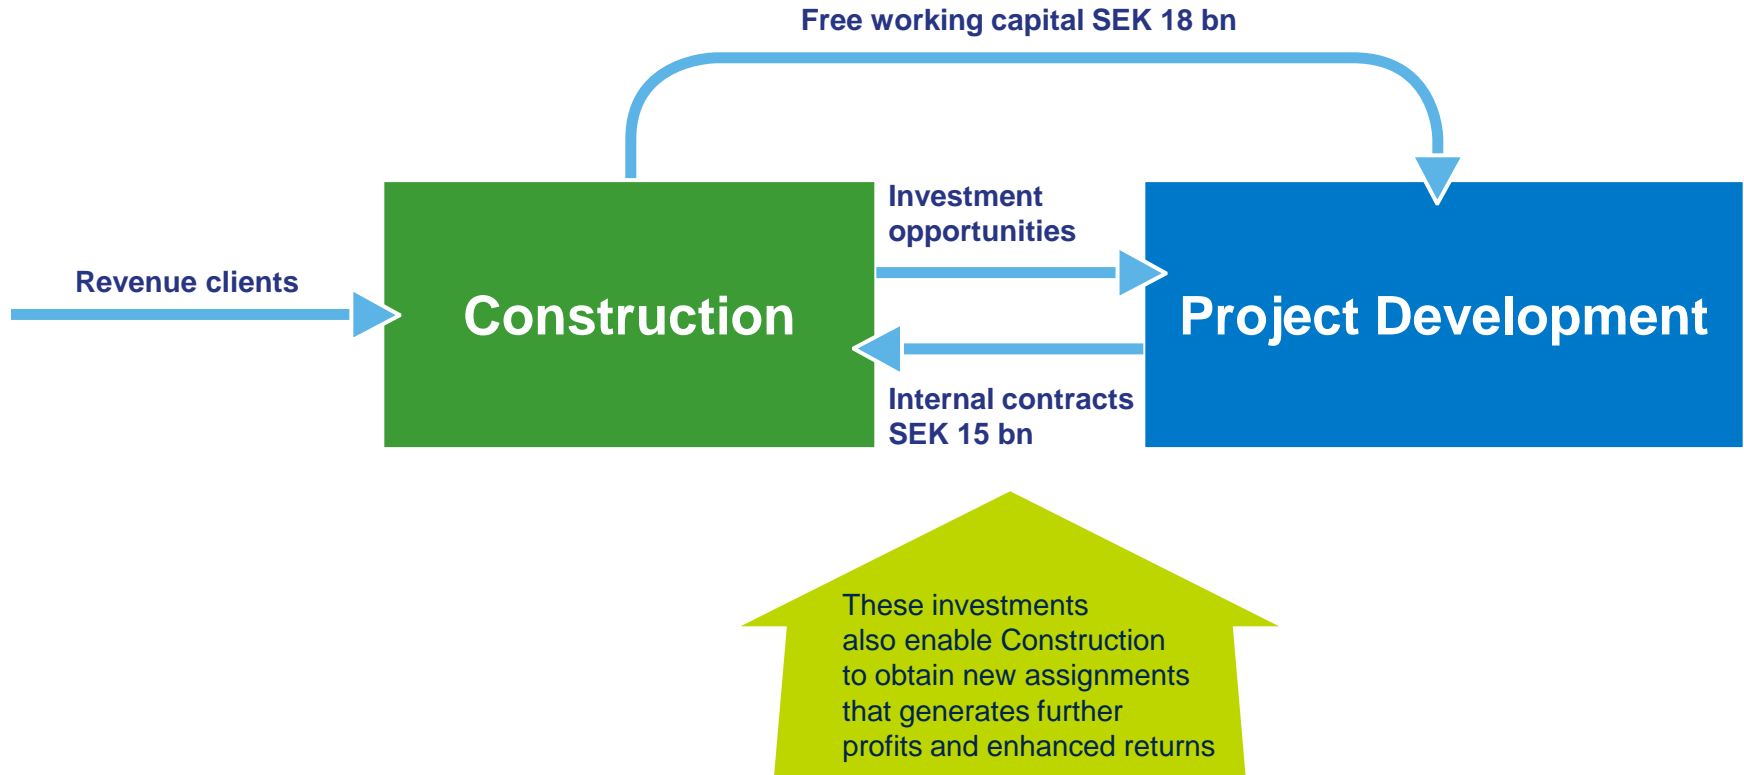 Free working capital SEK 18 bn
Revenue clients
Construction
Investment
opportunities
Internal contracts
SEK 15 bn
Project Development
These investments
also enable Construction
to obtain new assignments
that generates further
profits and enhanced returns